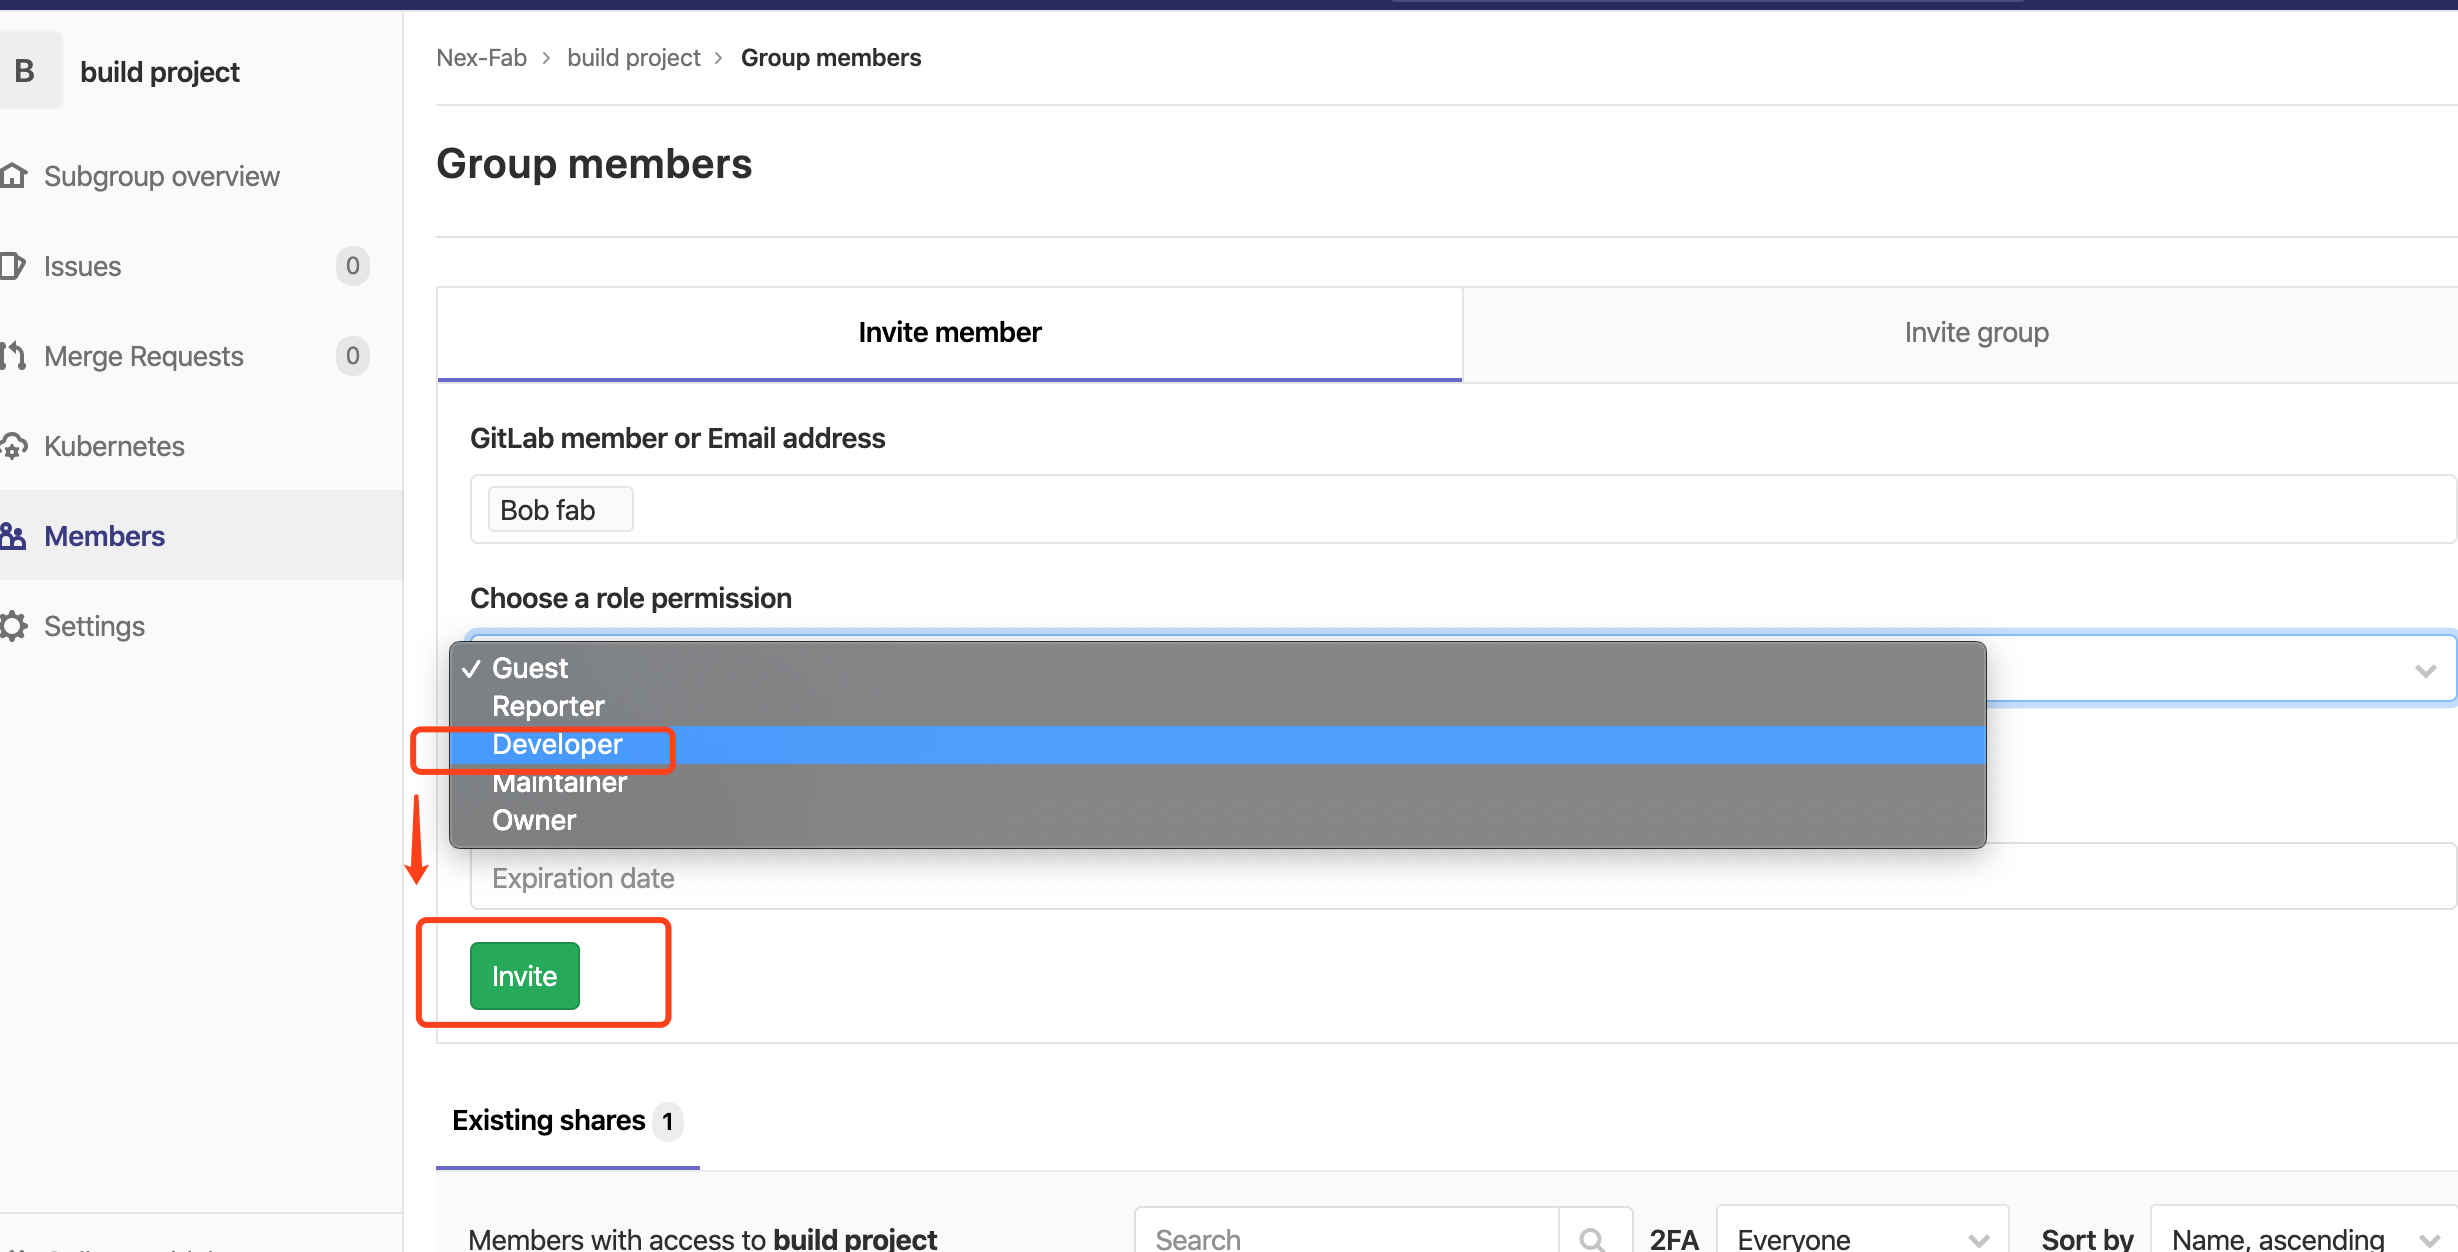 B build project
Nex-Fab > build project > Group members
Group members
Subgroup overview
Issues 0
Merge Requests 0
Kubernetes
Members
Settings
Invite member Invite group
GitLab member or Email address
Bob fab
Choose a role permission
✓ Guest
Reporter
Developer
Maintainer
Owner
Expiration date
Invite
Existing shares 1
Members with access to build project Search 2FA Everyone Sort by Name, ascending